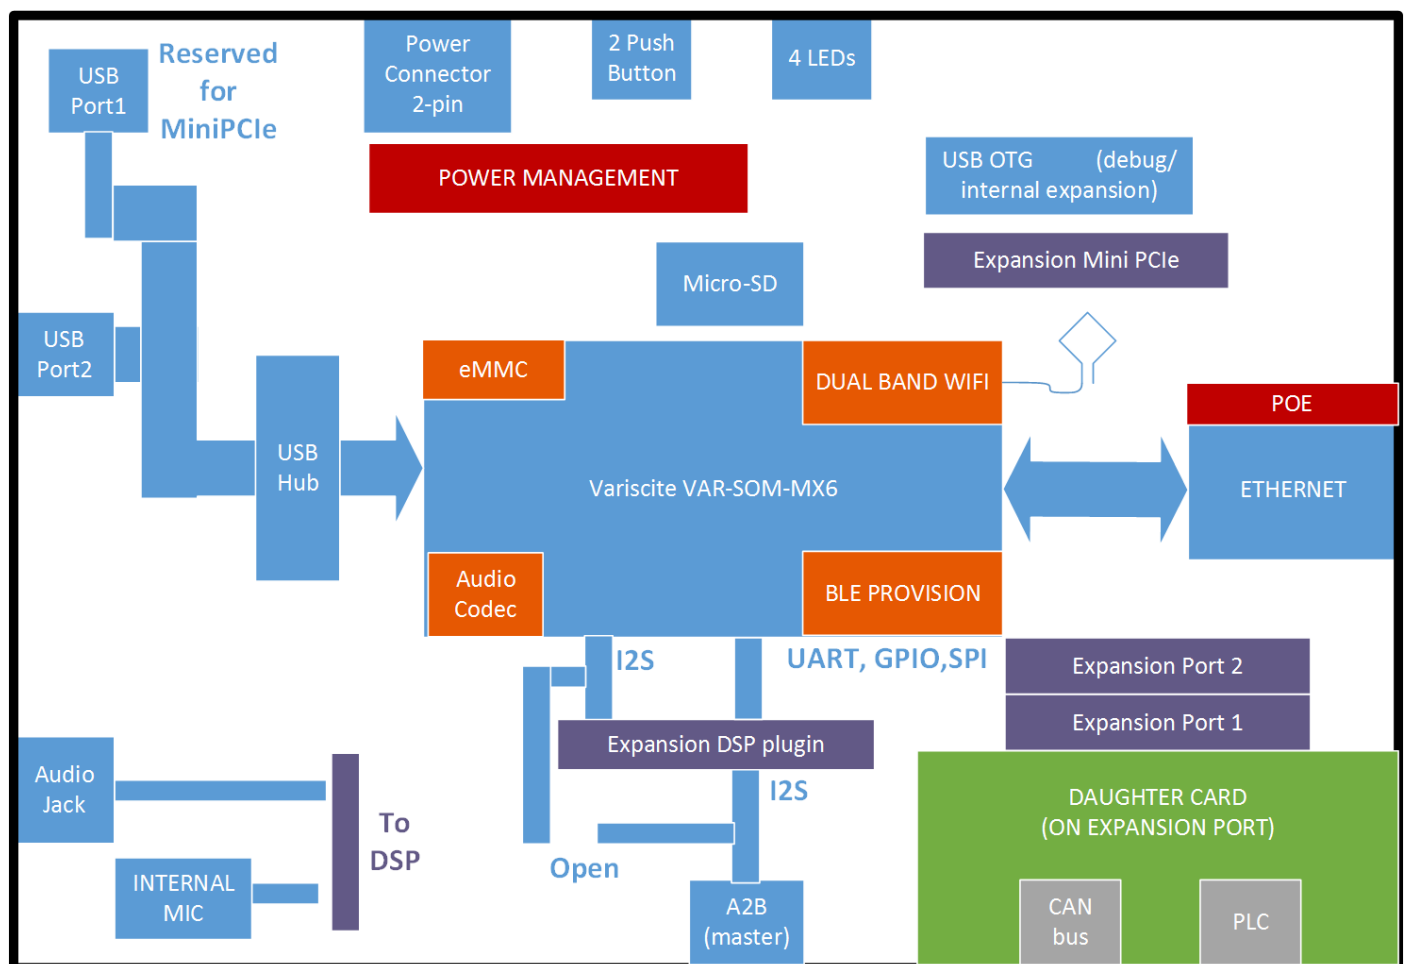 USB
Port1
Reserved
for
MiniPCIe
Power
Connector
2-pin
2 Push
Button
4 LEDs
POWER MANAGEMENT
USB OTG (debug/
internal expansion)
Expansion Mini PCIe
Micro-SD
USB
Port2
eMMC
DUAL BAND WIFI
POE
USB
Hub
Variscite VAR-SOM-MX6
ETHERNET
Audio
Codec
BLE PROVISION
I2S
UART, GPIO,SPI
Expansion Port 2
Expansion Port 1
Expansion DSP plugin
Audio
Jack
I2S
To
DSP
DAUGHTER CARD
(ON EXPANSION PORT)
Open
INTERNAL
MIC
A2B
(master)
CAN
bus
PLC